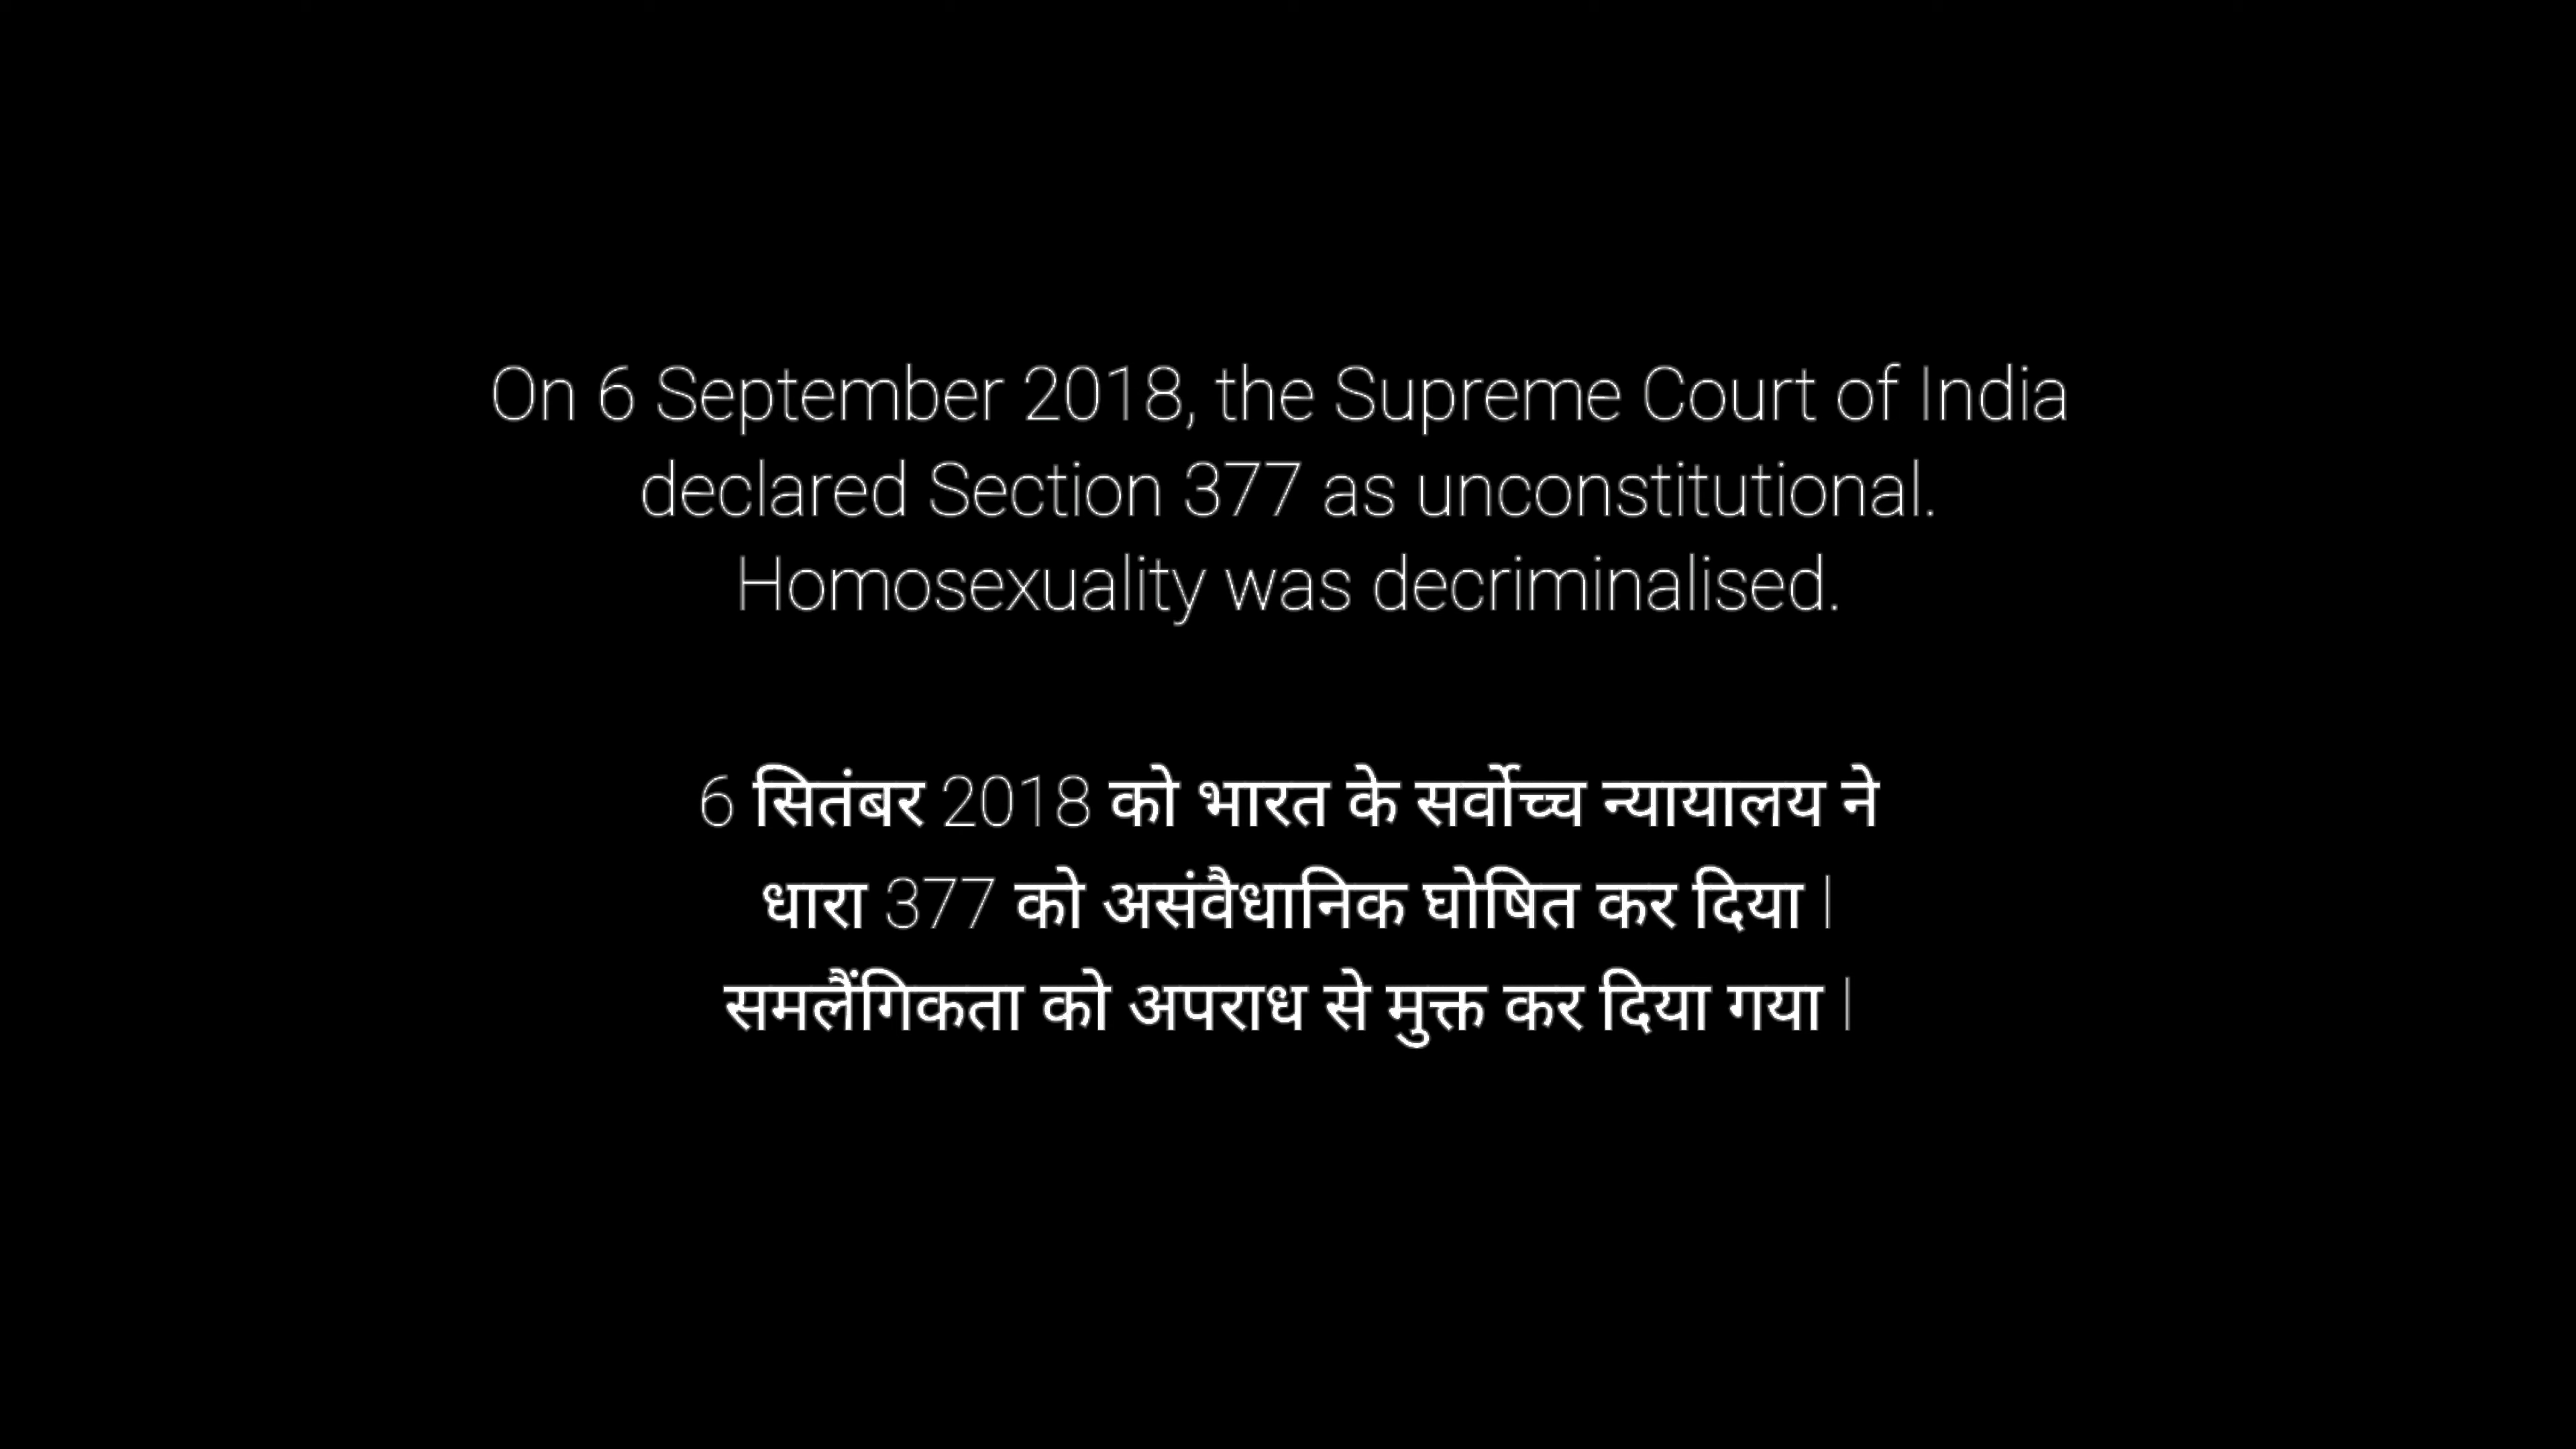 On 6 September 2018, the Supreme Court of India
declared Section 377 as unconstitutional.
Homosexuality was decriminalised.
6 सितंबर 2018 को भारत के सर्वोच्च न्यायालय ने
धारा 377 को असंवैधानिक घोषित कर दिया |
समलैंगिकता को अपराध से मुक्त कर दिया गया |